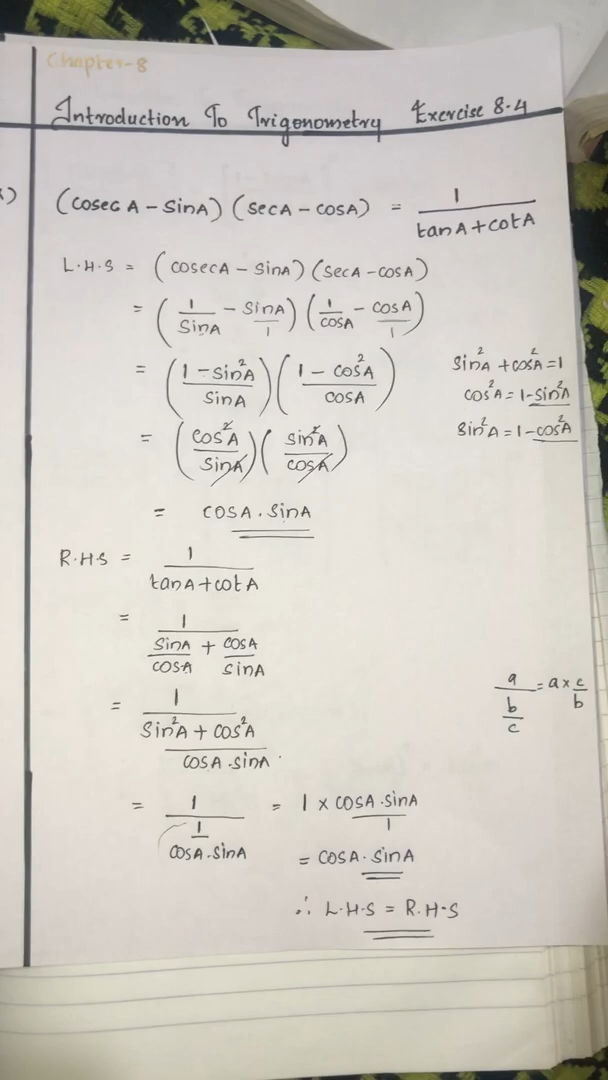 Chapter-8
Introduction To Trigonometry Exercise 8.4
(cosec A – sinA) (secA – cosA) = 1/(tanA + cotA)
L.H.S = (cosecA – sinA) (secA – cosA)
= (1/sinA – sinA/1) (1/cosA – cosA/1)
= ((1 – sin²A)/sinA) ((1 – cos²A)/cosA)
sin²A + cos²A = 1
cos²A = 1 – sin²A
sin²A = 1 – cos²A
= (cos²A/sinA) (sin²A/cosA)
= cosA . sinA
R.H.S = 1/(tanA + cotA)
= 1/(sinA/cosA + cosA/sinA)
a/(b/c) = a × c/b
= 1/((sin²A + cos²A)/(cosA . sinA))
= 1/(1/(cosA . sinA)) = 1 × cosA . sinA/1
= cosA . sinA
∴ L.H.S = R.H.S